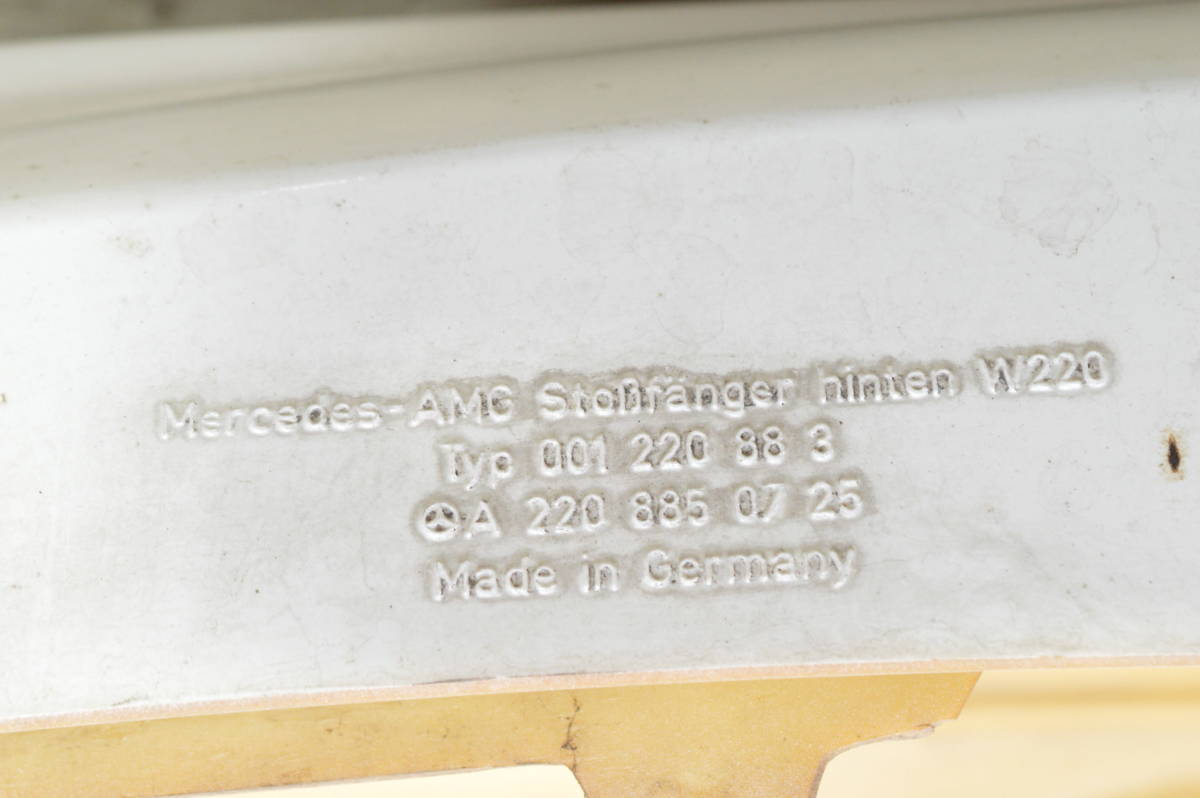 Mercedes-AMG Stoßfänger hinten W220
Typ 001 220 88 3
A 220 885 07 25
Made in Germany